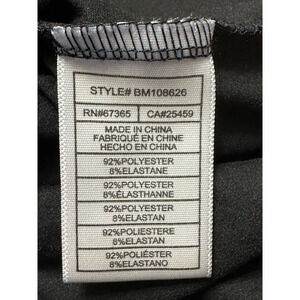 STYLE# BM108626
RN#67365 CA#25459
MADE IN CHINA
FABRIQUÉ EN CHINE
HECHO EN CHINA
92%POLYESTER
8%ELASTANE
92%POLYESTER
8%ÉLASTHANNE
92%POLYESTER
8%ELASTAN
92%POLIESTERE
8%ELASTAN
92%POLIÉSTER
8%ELASTANO